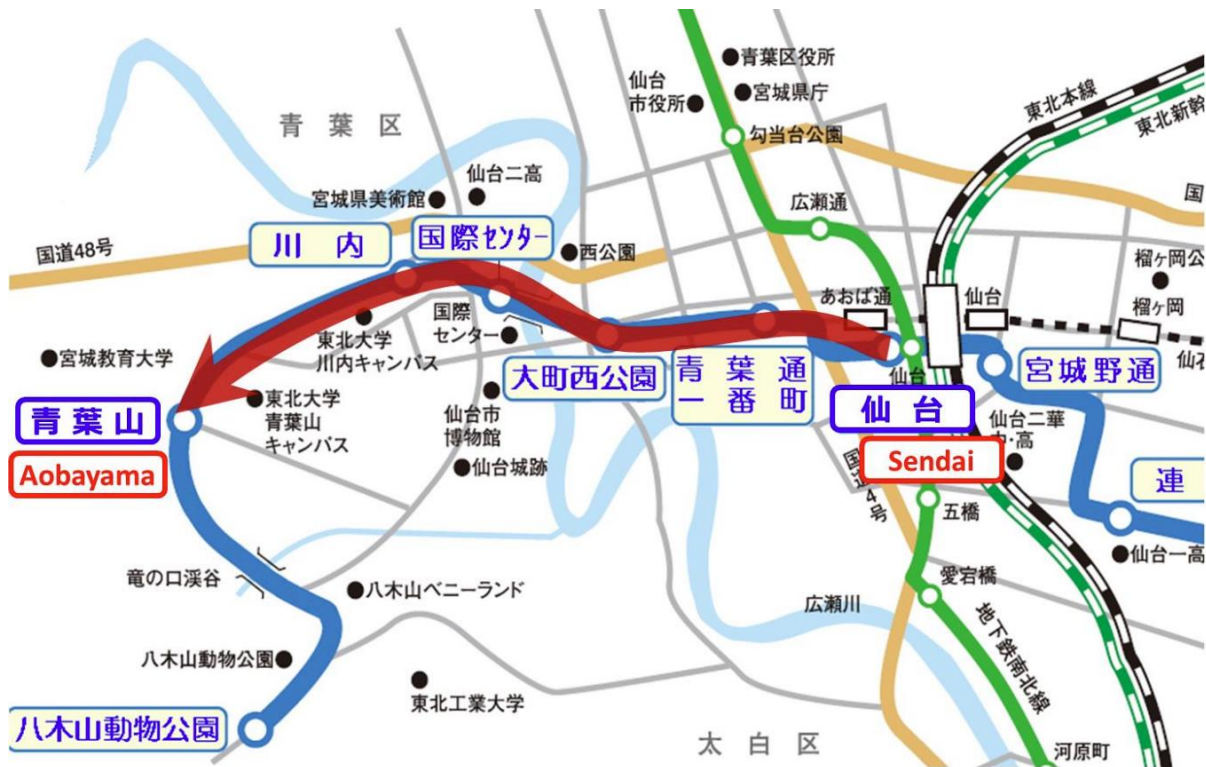 青葉区役所
仙台
市役所
宮城県庁
東北本線
東北新幹
青 葉 区
勾当台公園
仙台二高
宮城県美術館
広瀬通
国
国道48号
川 内
国際センター
西公園
榴ヶ岡公
あおば通
仙台
榴ヶ岡
国際
センター
東北大学
川内キャンパス
宮城教育大学
仙台
仙石
大町西公園
青 葉 通
一 番 町
宮城野通
青葉山
東北大学
青葉山
キャンパス
仙台市
博物館
仙台
仙台二華
中・高
Aobayama
仙台城跡
Sendai
国道4号
連
五橋
仙台一高
竜の口渓谷
八木山ベニーランド
愛宕橋
広瀬川
地下鉄南北線
八木山動物公園
東北工業大学
八木山動物公園
太 白 区
河原町